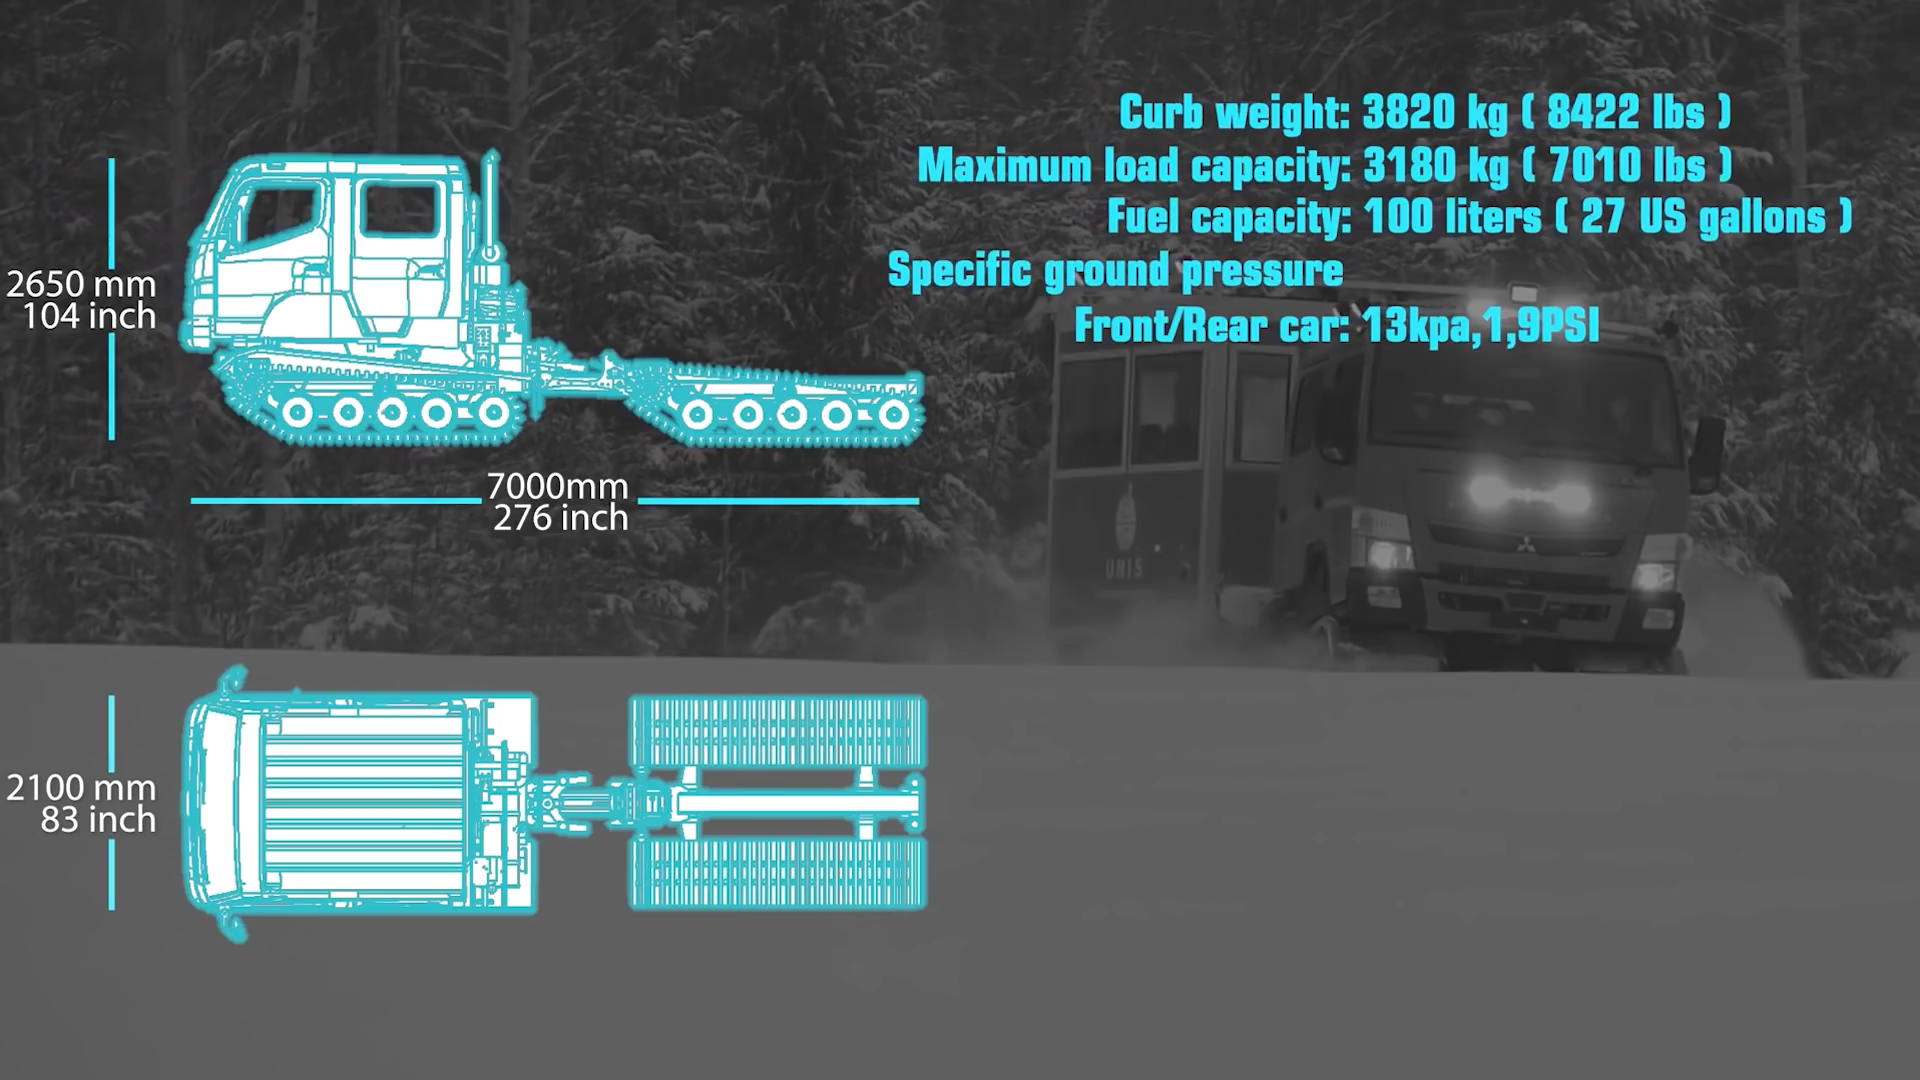 Curb weight: 3820 kg ( 8422 lbs )
Maximum load capacity: 3180 kg ( 7010 lbs )
Fuel capacity: 100 liters ( 27 US gallons )
Specific ground pressure
Front/Rear car: 13kpa,1,9PSI
2650 mm
104 inch
7000mm
276 inch
UNIS
2100 mm
83 inch